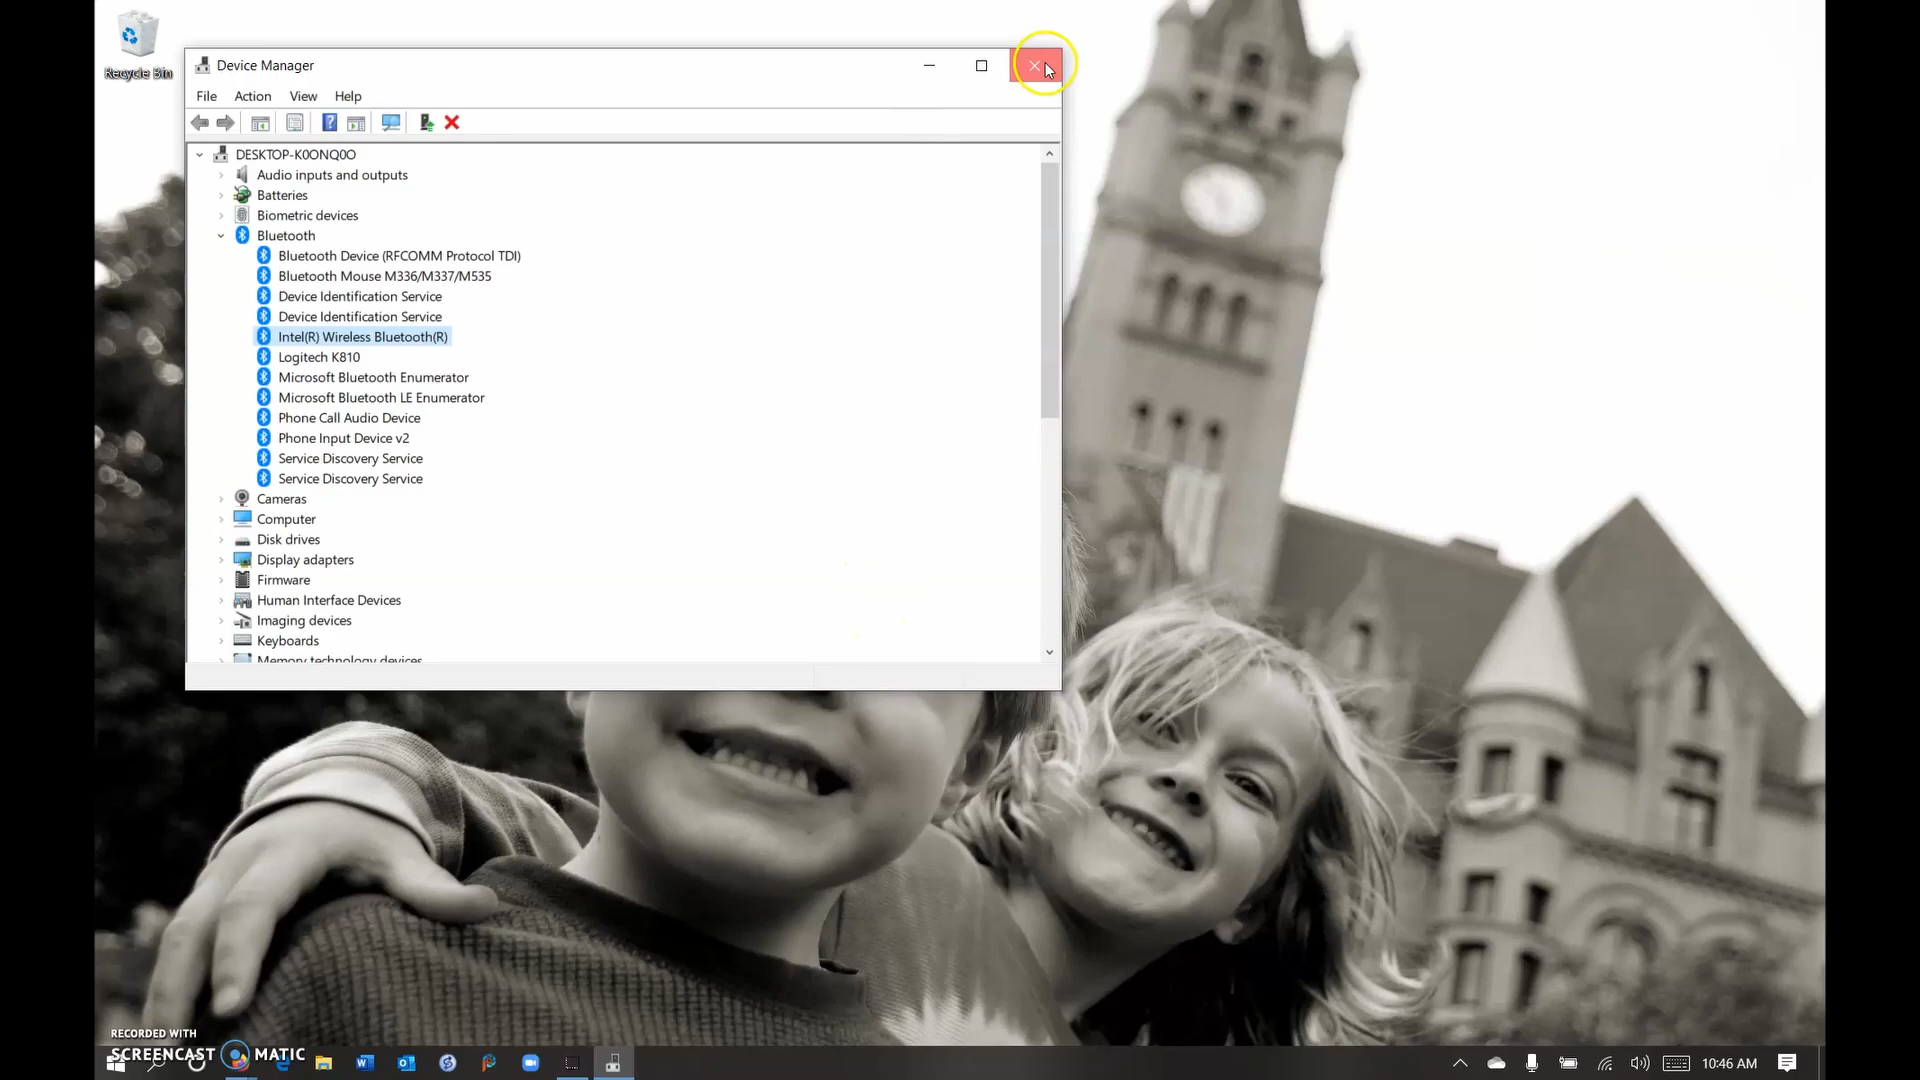 Recycle Bin
Device Manager
File Action View Help
DESKTOP-K0ONQ0O
Audio inputs and outputs
Batteries
Biometric devices
Bluetooth
Bluetooth Device (RFCOMM Protocol TDI)
Bluetooth Mouse M336/M337/M535
Device Identification Service
Device Identification Service
Intel(R) Wireless Bluetooth(R)
Logitech K810
Microsoft Bluetooth Enumerator
Microsoft Bluetooth LE Enumerator
Phone Call Audio Device
Phone Input Device v2
Service Discovery Service
Service Discovery Service
Cameras
Computer
Disk drives
Display adapters
Firmware
Human Interface Devices
Imaging devices
Keyboards
Memory technology devices
RECORDED WITH
SCREENCAST MATIC
10:46 AM